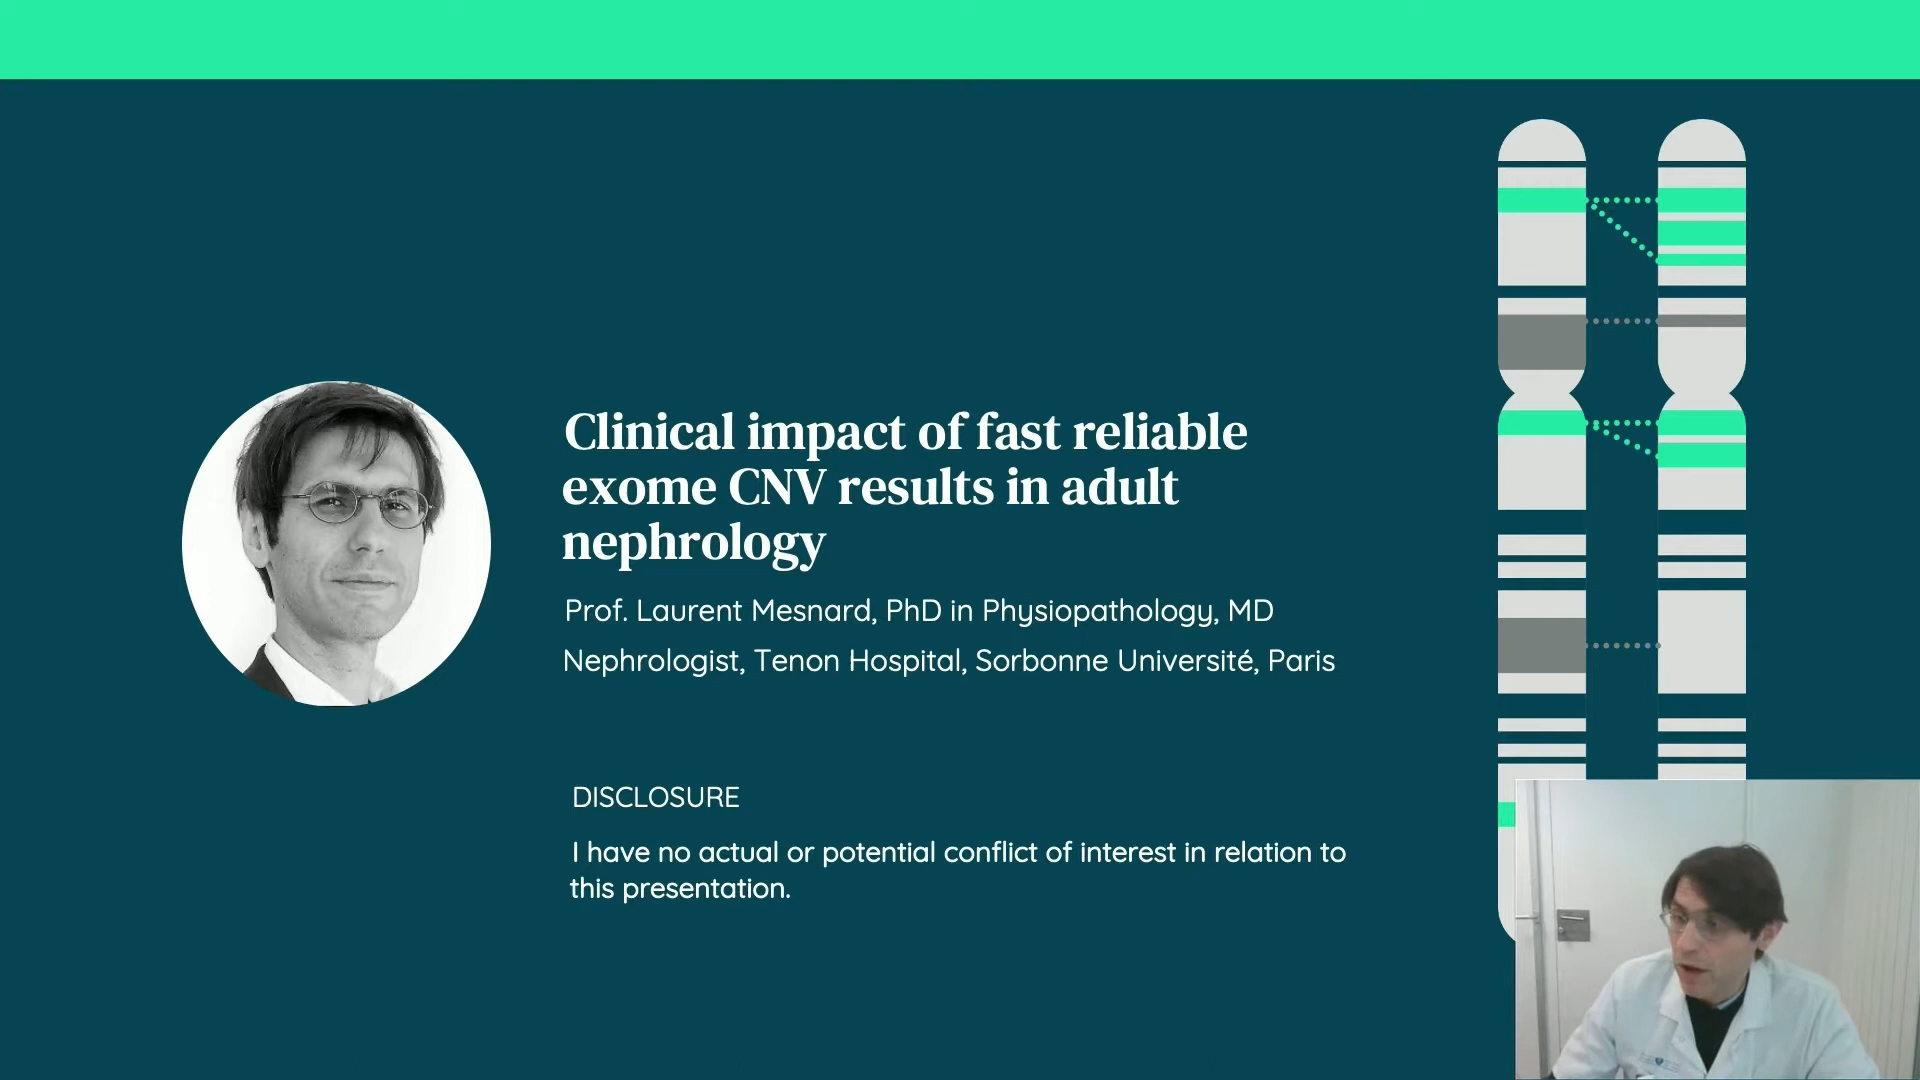 Clinical impact of fast reliable
exome CNV results in adult
nephrology
Prof. Laurent Mesnard, PhD in Physiopathology, MD
Nephrologist, Tenon Hospital, Sorbonne Université, Paris
DISCLOSURE
I have no actual or potential conflict of interest in relation to
this presentation.